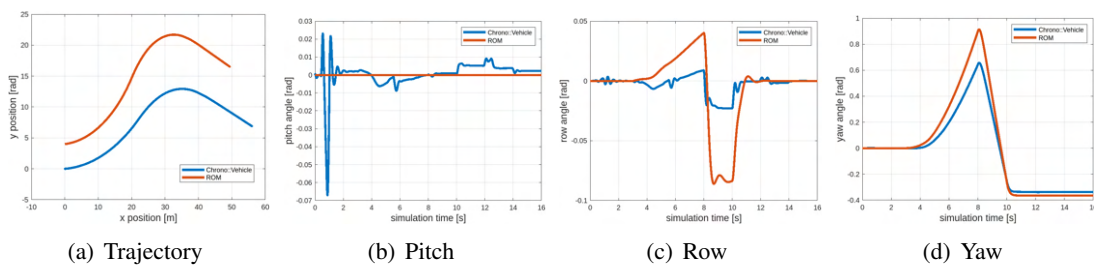 25
20
15
10
5
0
-5
-10 0 10 20 30 40 50 60
y position [rad]
x position [m]
Chrono::Vehicle
ROM
0.03
0.02
0.01
0
-0.01
-0.02
-0.03
-0.04
-0.05
-0.06
-0.07
0 2 4 6 8 10 12 14 16
pitch angle [rad]
simulation time [s]
Chrono::Vehicle
ROM
0.05
0
-0.05
-0.1
0 2 4 6 8 10 12 14 16
row angle [rad]
simulation time [s]
Chrono::Vehicle
ROM
1
0.8
0.6
0.4
0.2
0
-0.2
-0.4
0 2 4 6 8 10 12 14 16
yaw angle [rad]
simulation time [s]
Chrono::Vehicle
ROM
(a) Trajectory
(b) Pitch
(c) Row
(d) Yaw